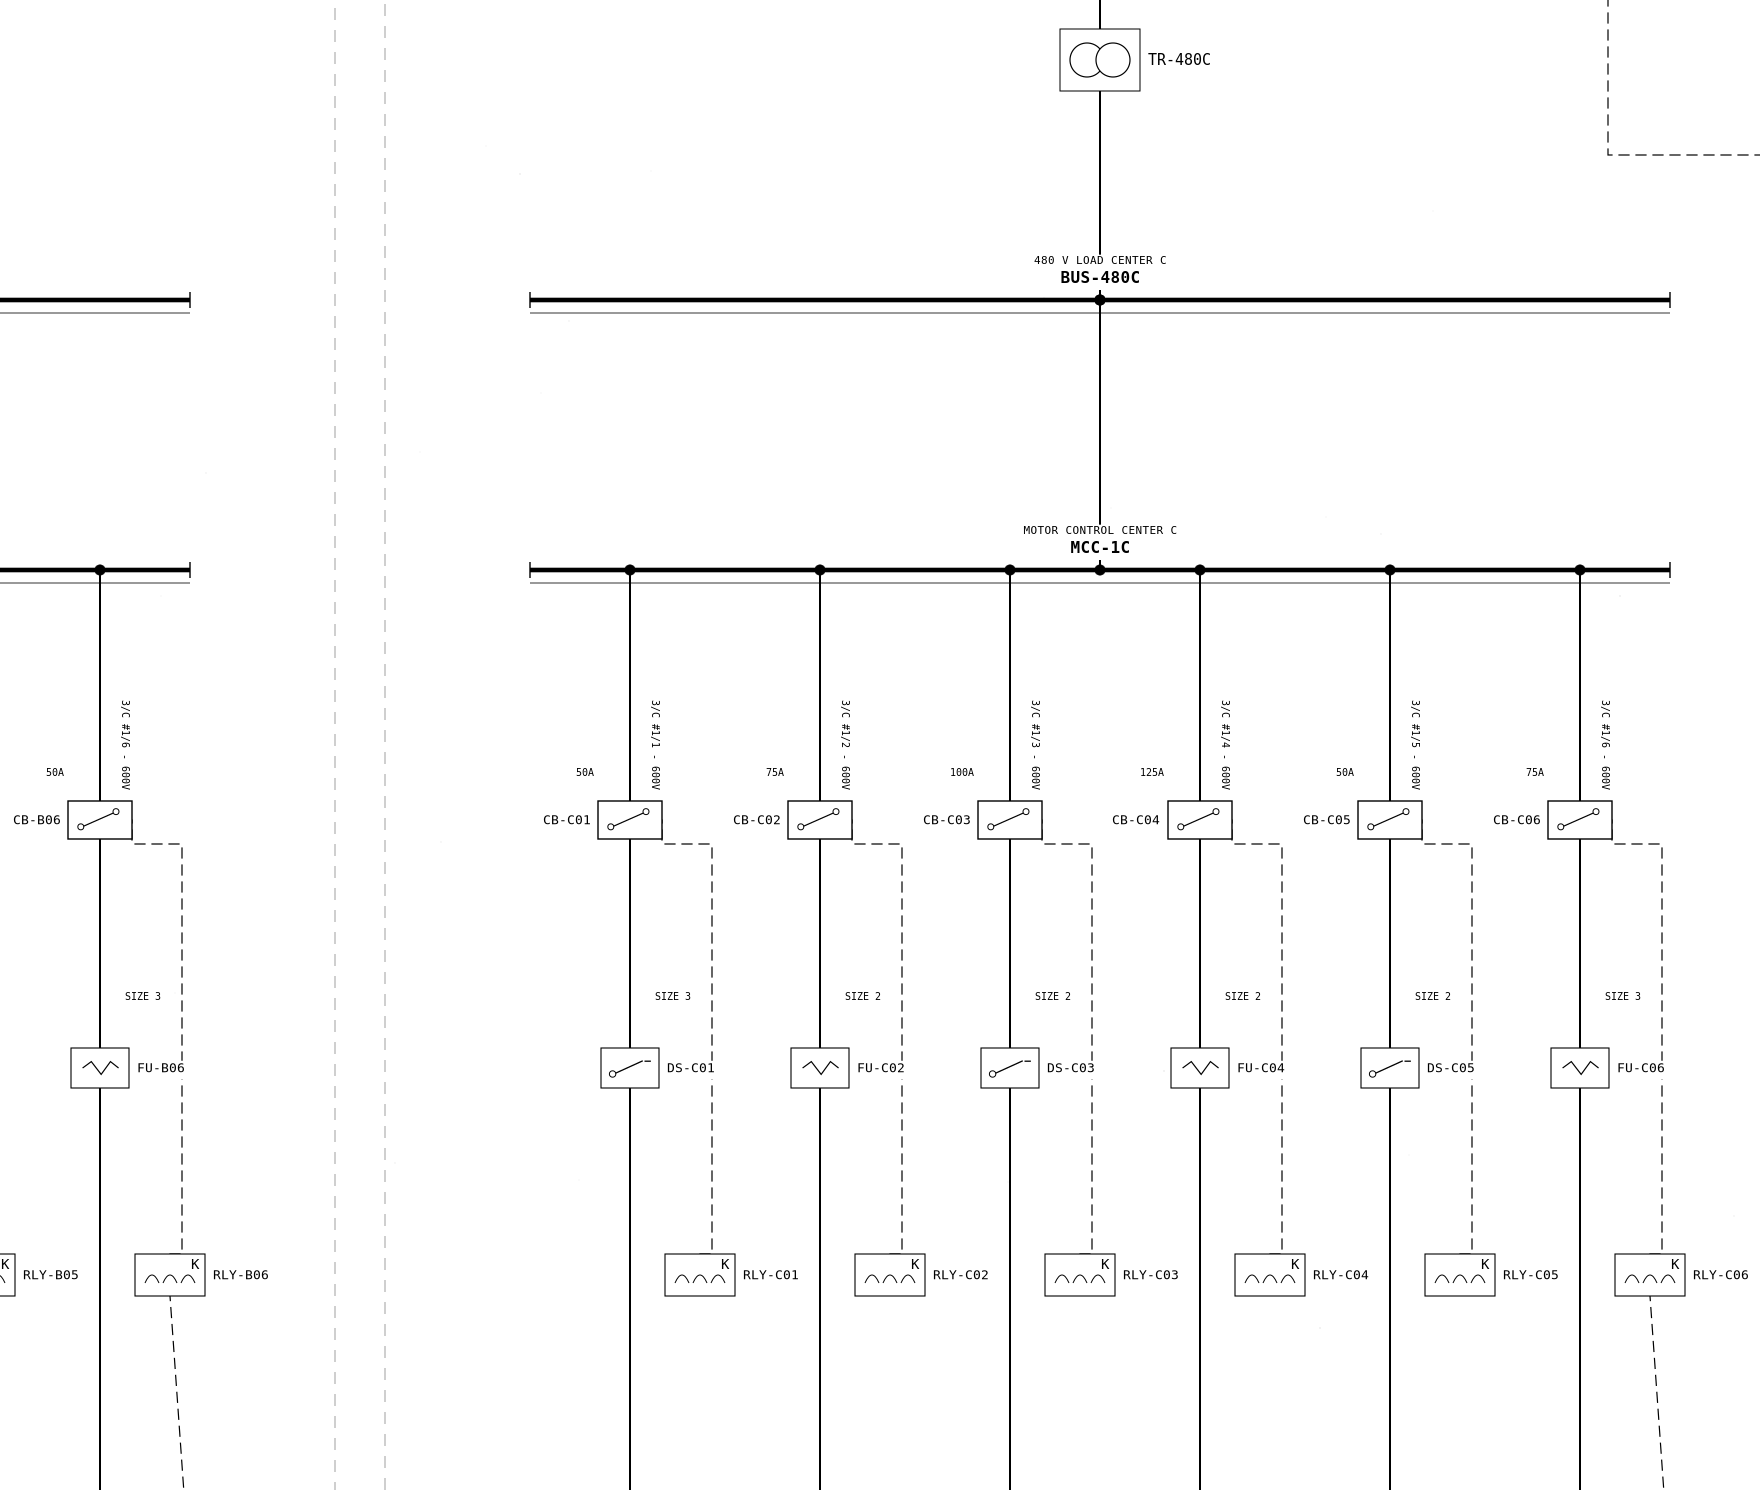 TR-480C
480 V LOAD CENTER C
BUS-480C
MOTOR CONTROL CENTER C
MCC-1C
3/C #1/6 - 600V
3/C #1/1 - 600V
3/C #1/2 - 600V
3/C #1/3 - 600V
3/C #1/4 - 600V
3/C #1/5 - 600V
3/C #1/6 - 600V
50A
50A
75A
100A
125A
50A
75A
CB-B06
CB-C01
CB-C02
CB-C03
CB-C04
CB-C05
CB-C06
SIZE 3
SIZE 3
SIZE 2
SIZE 2
SIZE 2
SIZE 2
SIZE 3
FU-B06
DS-C01
FU-C02
DS-C03
FU-C04
DS-C05
FU-C06
K
RLY-B05
K
RLY-B06
K
RLY-C01
K
RLY-C02
K
RLY-C03
K
RLY-C04
K
RLY-C05
K
RLY-C06